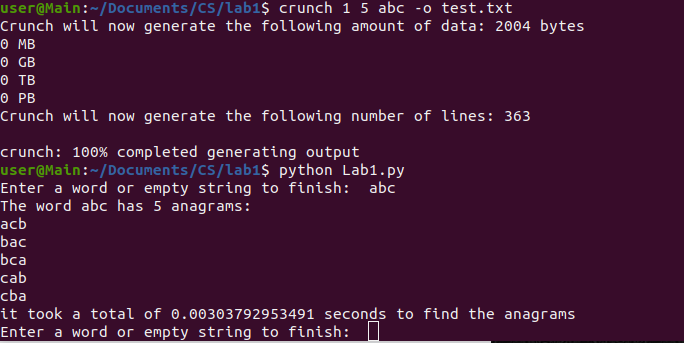 user@Main:~/Documents/CS/lab1$ crunch 1 5 abc -o test.txt
Crunch will now generate the following amount of data: 2004 bytes
0 MB
0 GB
0 TB
0 PB
Crunch will now generate the following number of lines: 363
crunch: 100% completed generating output
user@Main:~/Documents/CS/lab1$ python Lab1.py
Enter a word or empty string to finish:  abc
The word abc has 5 anagrams:
acb
bac
bca
cab
cba
it took a total of 0.00303792953491 seconds to find the anagrams
Enter a word or empty string to finish: